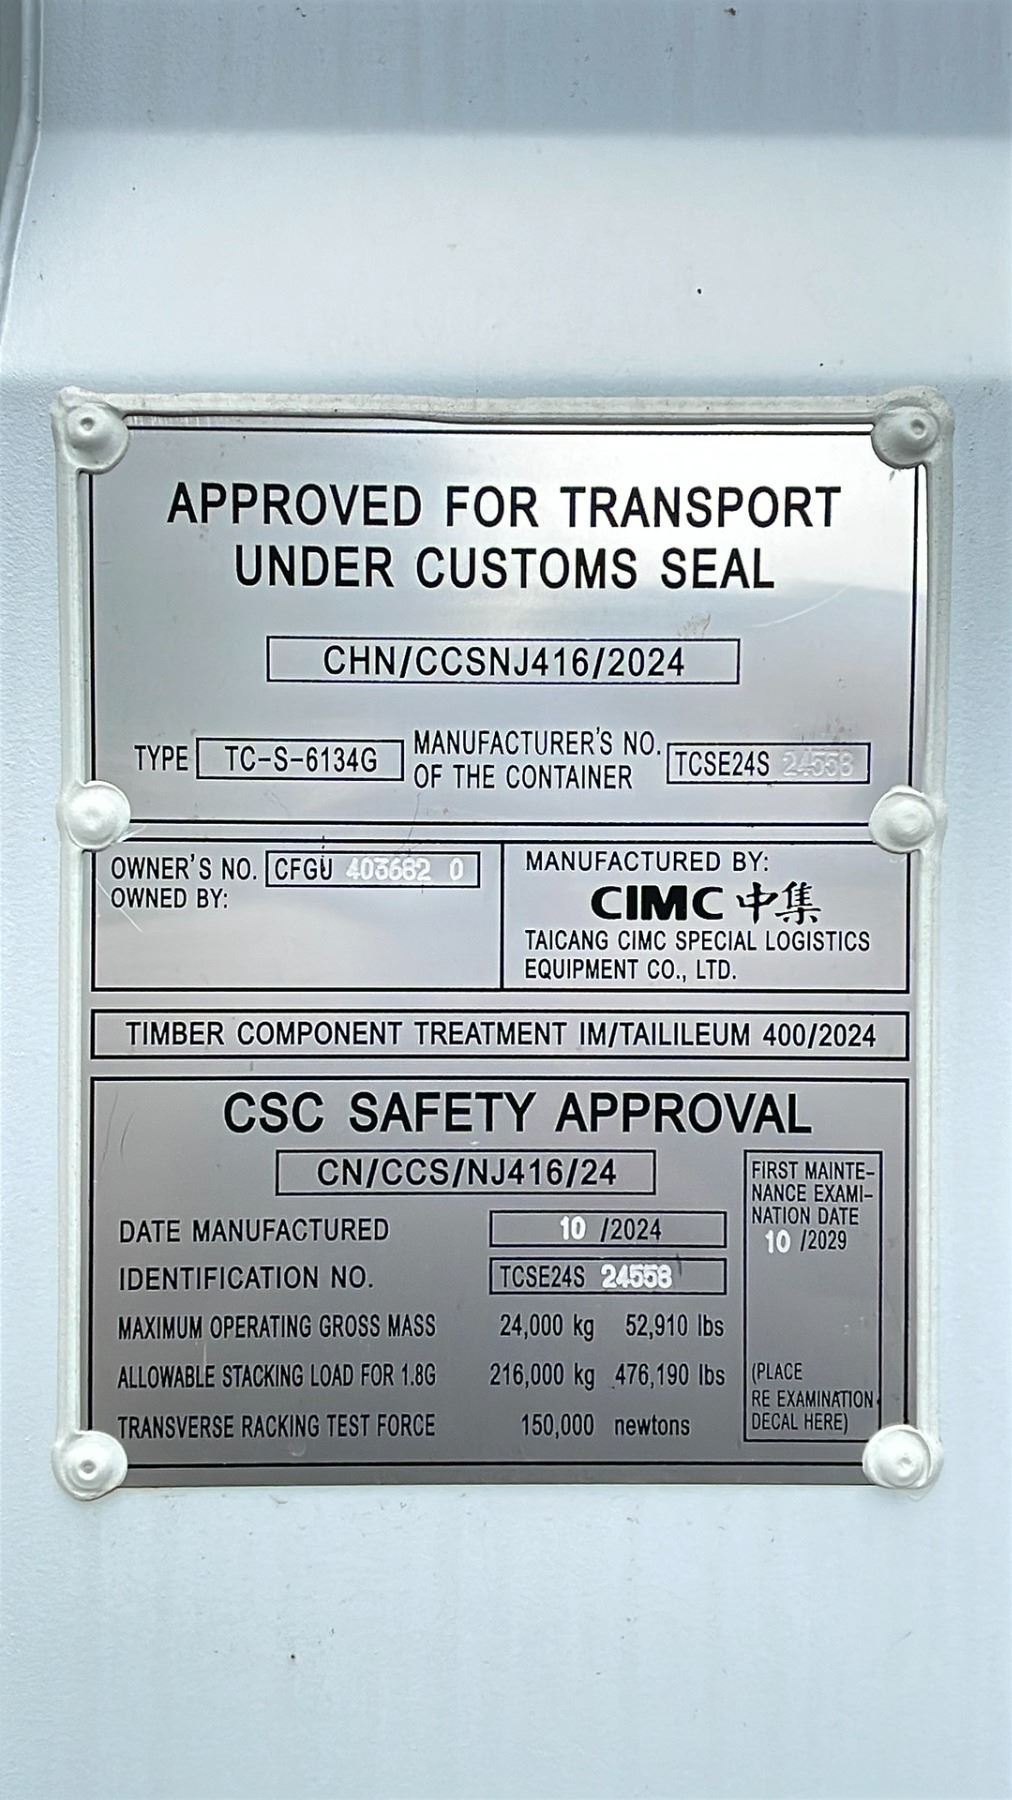 APPROVED FOR TRANSPORT
UNDER CUSTOMS SEAL
CHN/CCSNJ416/2024
TYPE TC-S-6134G MANUFACTURER'S NO. OF THE CONTAINER TCSE24S 24558
OWNER'S NO. CFGU 403682 0
OWNED BY:
MANUFACTURED BY:
CIMC 中集
TAICANG CIMC SPECIAL LOGISTICS
EQUIPMENT CO., LTD.
TIMBER COMPONENT TREATMENT IM/TAILILEUM 400/2024
CSC SAFETY APPROVAL
CN/CCS/NJ416/24
DATE MANUFACTURED 10 /2024
IDENTIFICATION NO. TCSE24S 24558
MAXIMUM OPERATING GROSS MASS 24,000 kg 52,910 lbs
ALLOWABLE STACKING LOAD FOR 1.8G 216,000 kg 476,190 lbs
TRANSVERSE RACKING TEST FORCE 150,000 newtons
FIRST MAINTE-
NANCE EXAMI-
NATION DATE
10 /2029
(PLACE
RE EXAMINATION
DECAL HERE)